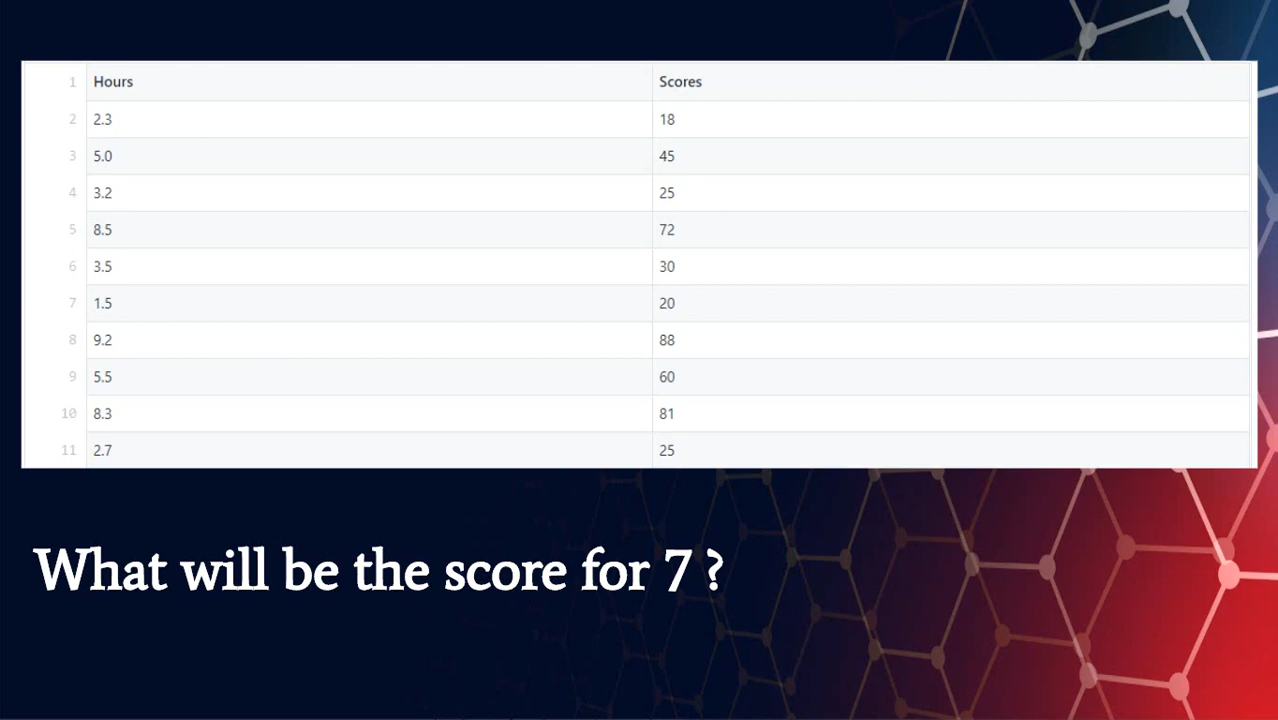 1 Hours Scores
2 2.3 18
3 5.0 45
4 3.2 25
5 8.5 72
6 3.5 30
7 1.5 20
8 9.2 88
9 5.5 60
10 8.3 81
11 2.7 25
What will be the score for 7 ?